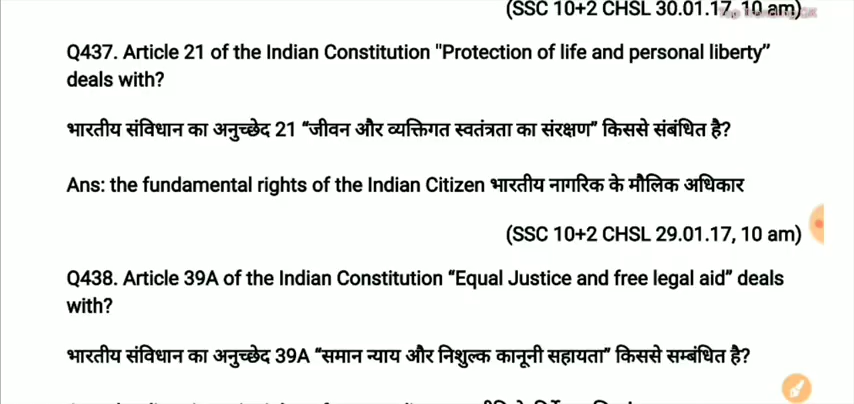 (SSC 10+2 CHSL 30.01.17, 10 am)
Q437. Article 21 of the Indian Constitution "Protection of life and personal liberty”
deals with?
भारतीय संविधान का अनुच्छेद 21 “जीवन और व्यक्तिगत स्वतंत्रता का संरक्षण” किससे संबंधित है?
Ans: the fundamental rights of the Indian Citizen भारतीय नागरिक के मौलिक अधिकार
(SSC 10+2 CHSL 29.01.17, 10 am)
Q438. Article 39A of the Indian Constitution “Equal Justice and free legal aid” deals
with?
भारतीय संविधान का अनुच्छेद 39A “समान न्याय और निशुल्क कानूनी सहायता” किससे सम्बंधित है?